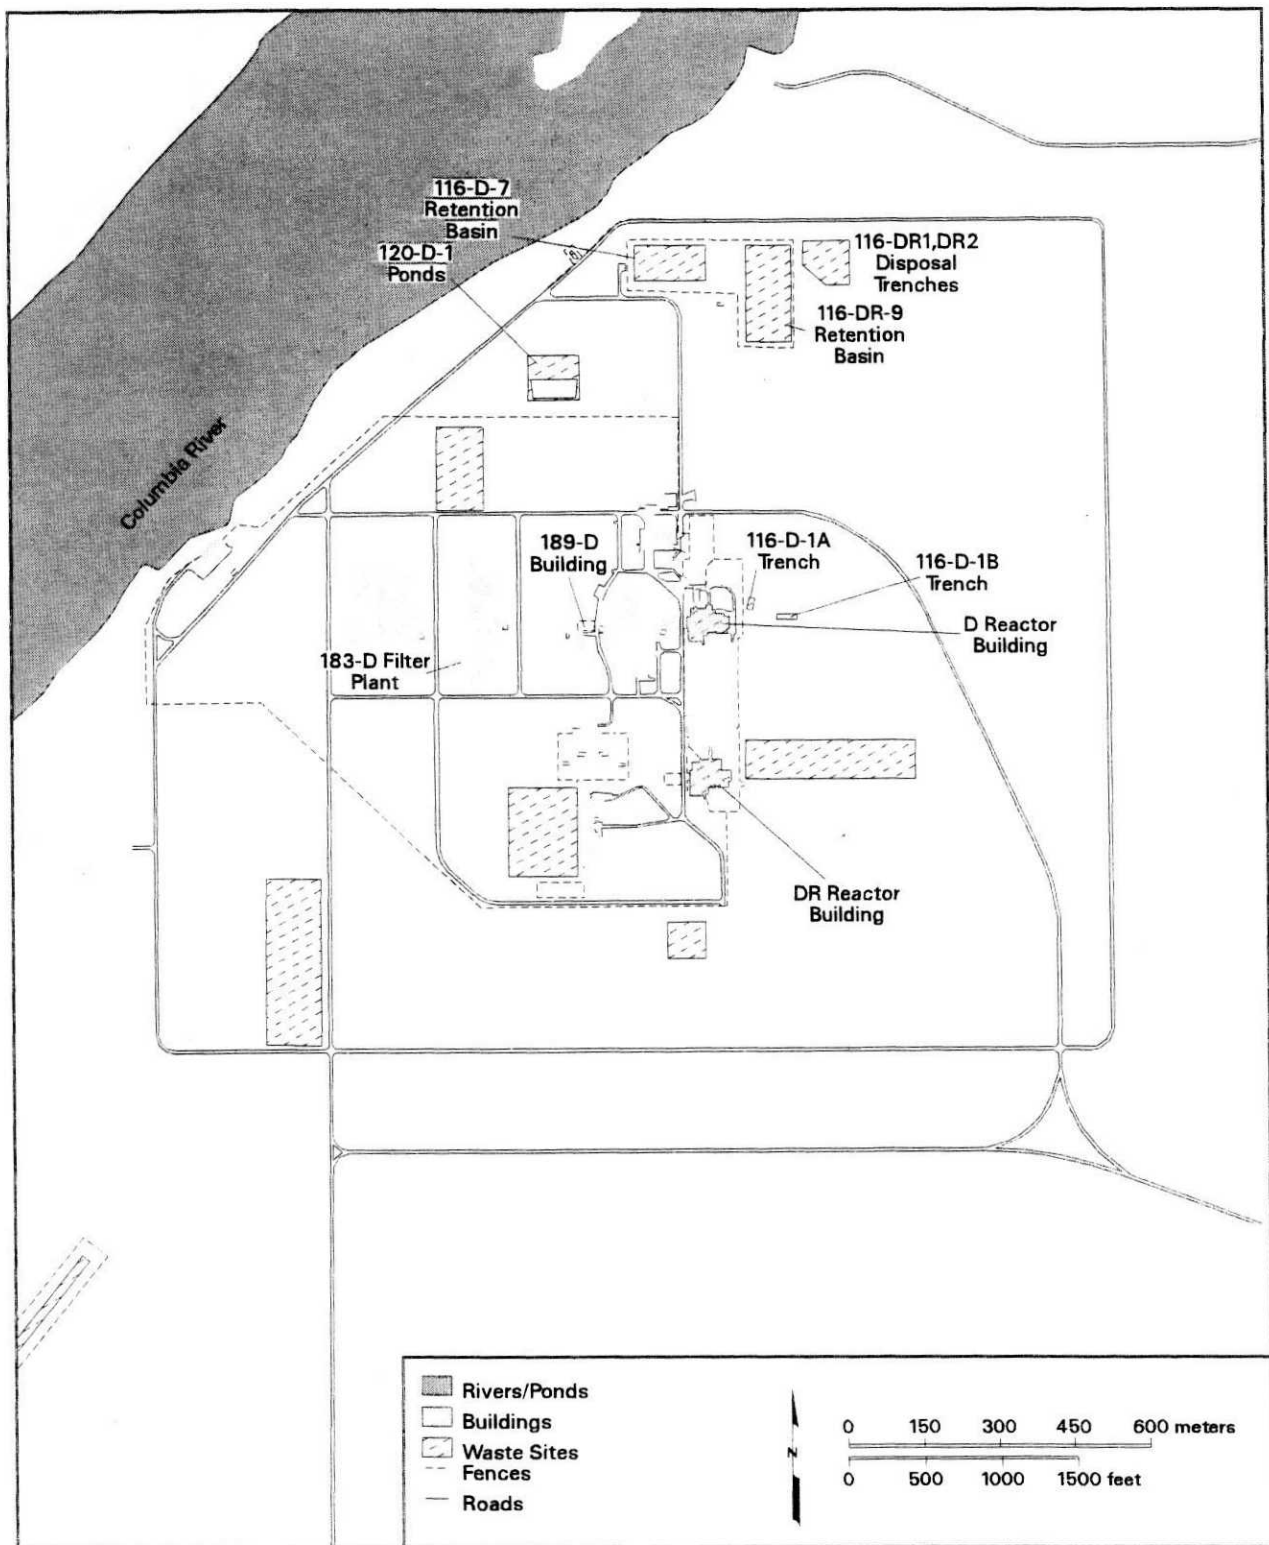 116-D-7
Retention
Basin
120-D-1
Ponds
116-DR1,DR2
Disposal
Trenches
116-DR-9
Retention
Basin
Columbia River
189-D
Building
116-D-1A
Trench
116-D-1B
Trench
D Reactor
Building
183-D Filter
Plant
DR Reactor
Building
Rivers/Ponds
Buildings
Waste Sites
Fences
Roads
N
0 150 300 450 600 meters
0 500 1000 1500 feet